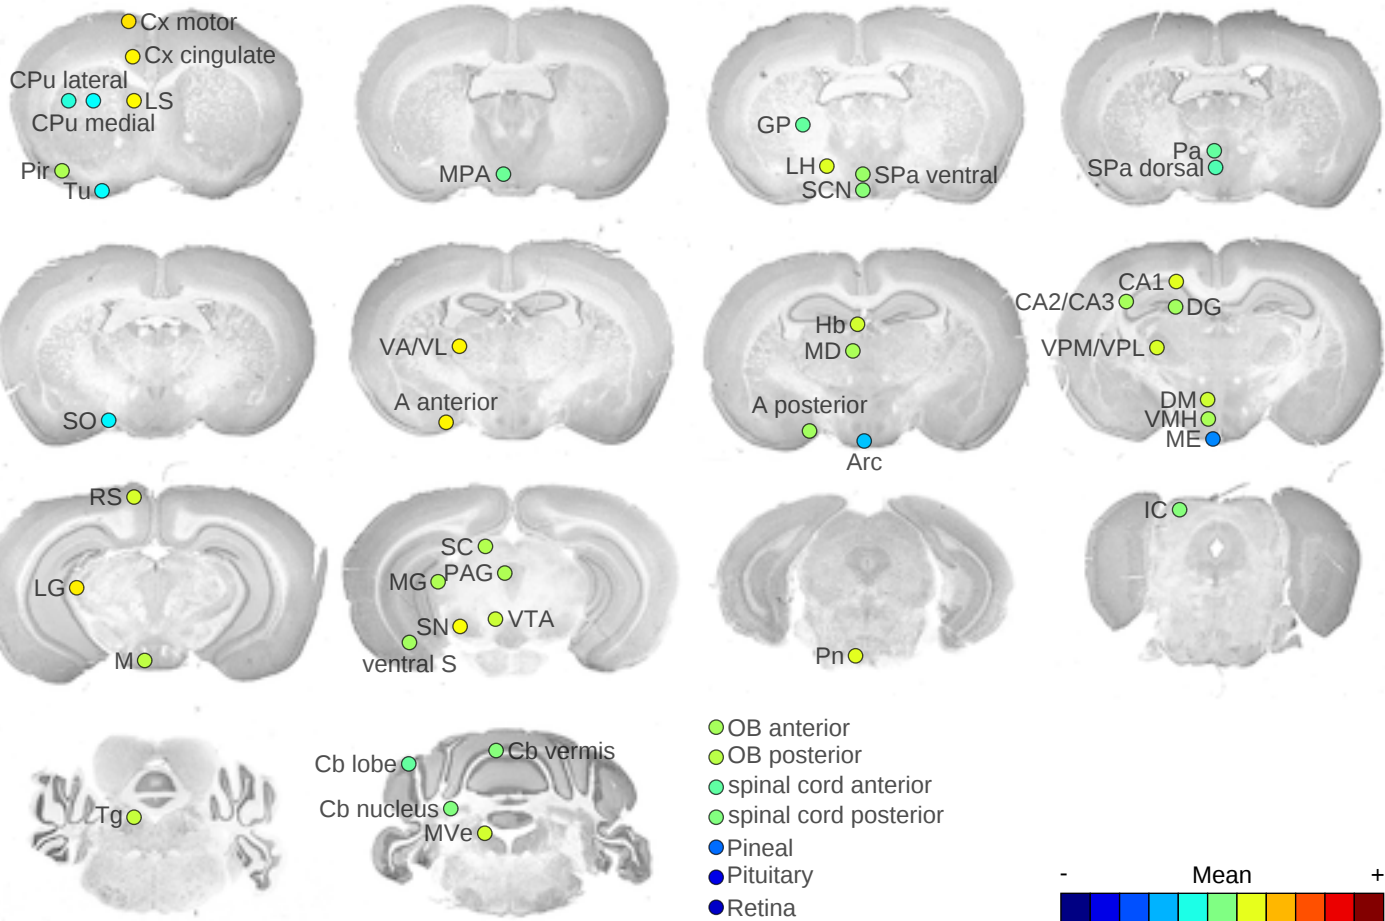 Cx motor
Cx cingulate
CPu lateral
LS
CPu medial
Pir
Tu
MPA
GP
LH
SPa ventral
SCN
Pa
SPa dorsal
SO
VA/VL
A anterior
Hb
MD
A posterior
Arc
CA1
CA2/CA3
DG
VPM/VPL
DM
VMH
ME
RS
LG
M
SC
MG
PAG
SN
VTA
ventral S
Pn
IC
Tg
Cb vermis
Cb lobe
Cb nucleus
MVe
OB anterior
OB posterior
spinal cord anterior
spinal cord posterior
Pineal
Pituitary
Retina
- Mean +